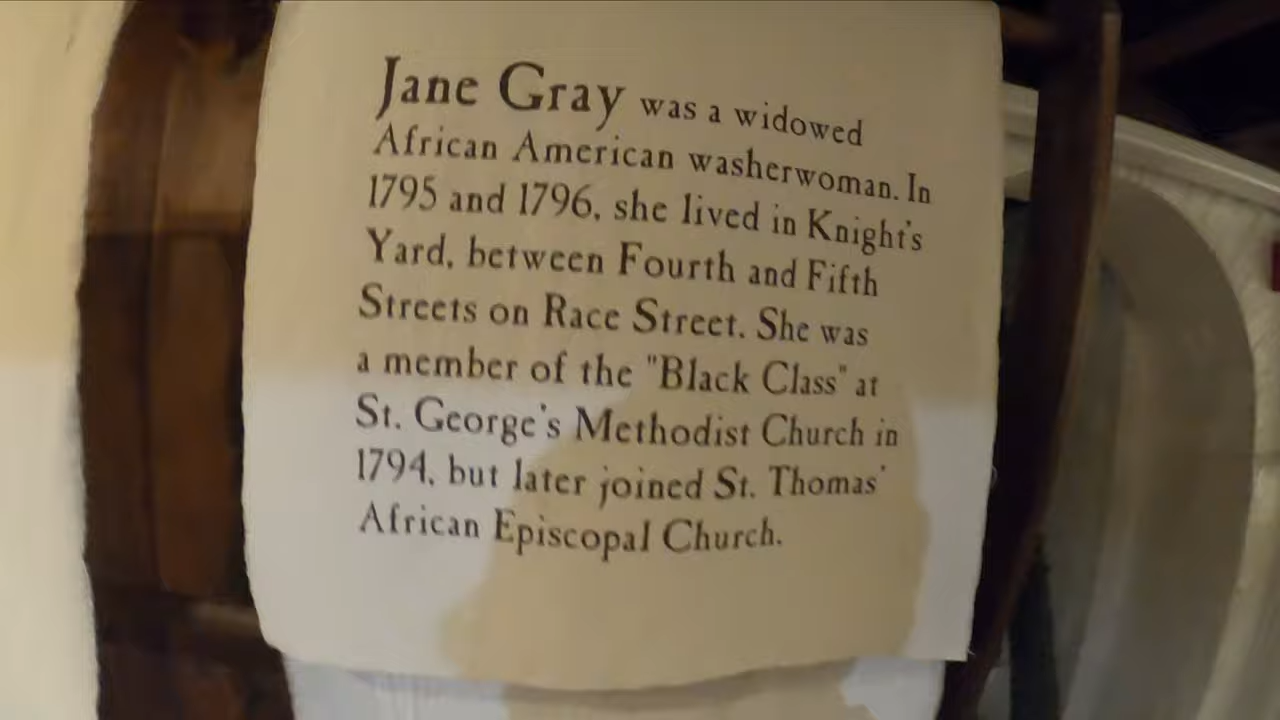 Jane Gray was a widowed
African American washerwoman. In
1795 and 1796, she lived in Knight's
Yard, between Fourth and Fifth
Streets on Race Street. She was
a member of the "Black Class" at
St. George's Methodist Church in
1794, but later joined St. Thomas'
African Episcopal Church.